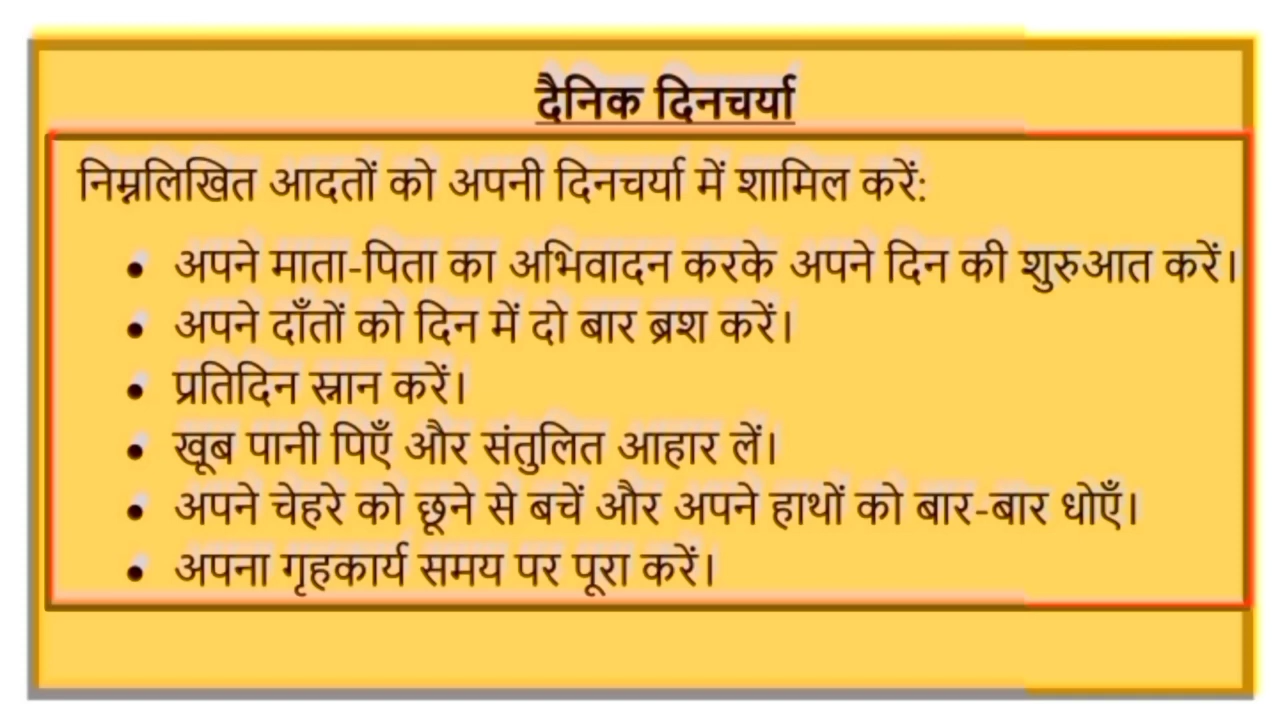 दैनिक दिनचर्या
निम्नलिखित आदतों को अपनी दिनचर्या में शामिल करें:
• अपने माता-पिता का अभिवादन करके अपने दिन की शुरुआत करें।
• अपने दाँतों को दिन में दो बार ब्रश करें।
• प्रतिदिन स्नान करें।
• खूब पानी पिएँ और संतुलित आहार लें।
• अपने चेहरे को छूने से बचें और अपने हाथों को बार-बार धोएँ।
• अपना गृहकार्य समय पर पूरा करें।